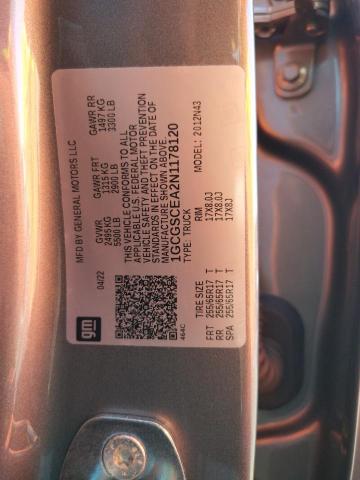 MFD BY GENERAL MOTORS LLC
04/22
GVWR
2495 KG
5500 LB
GAWR FRT
1315 KG
2900 LB
GAWR RR
1497 KG
3300 LB
THIS VEHICLE CONFORMS TO ALL
APPLICABLE U.S. FEDERAL MOTOR
VEHICLE SAFETY AND THEFT PREVENTION
STANDARDS IN EFFECT ON THE DATE OF
MANUFACTURE SHOWN ABOVE.
1GCGSCEA2N1178120
TYPE: TRUCK
MODEL: 2012N43
gm
464C
TIRE SIZE
RIM
FRT 255/65R17 T 17X8.0J
RR 255/65R17 T 17X8.0J
SPA 255/65R17 T 17X8J